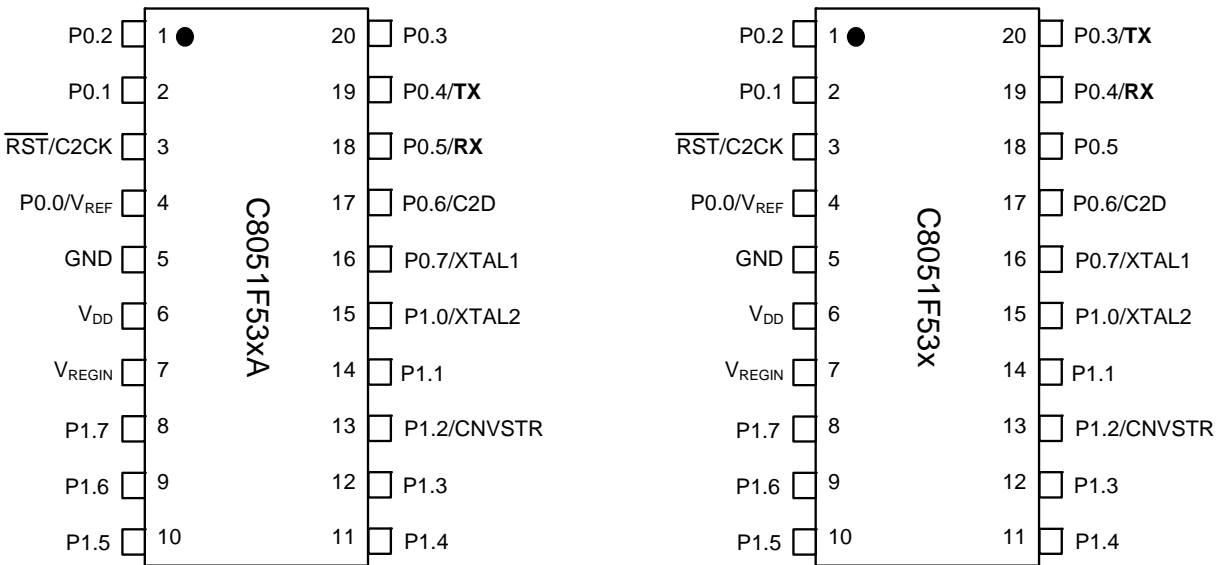 P0.2 1 20 P0.3
P0.1 2 19 P0.4/TX
RST/C2CK 3 18 P0.5/RX
P0.0/VREF 4 17 P0.6/C2D
GND 5 16 P0.7/XTAL1
VDD 6 15 P1.0/XTAL2
VREGIN 7 14 P1.1
P1.7 8 13 P1.2/CNVSTR
P1.6 9 12 P1.3
P1.5 10 11 P1.4
C8051F53xA
P0.2 1 20 P0.3/TX
P0.1 2 19 P0.4/RX
RST/C2CK 3 18 P0.5
P0.0/VREF 4 17 P0.6/C2D
GND 5 16 P0.7/XTAL1
VDD 6 15 P1.0/XTAL2
VREGIN 7 14 P1.1
P1.7 8 13 P1.2/CNVSTR
P1.6 9 12 P1.3
P1.5 10 11 P1.4
C8051F53x